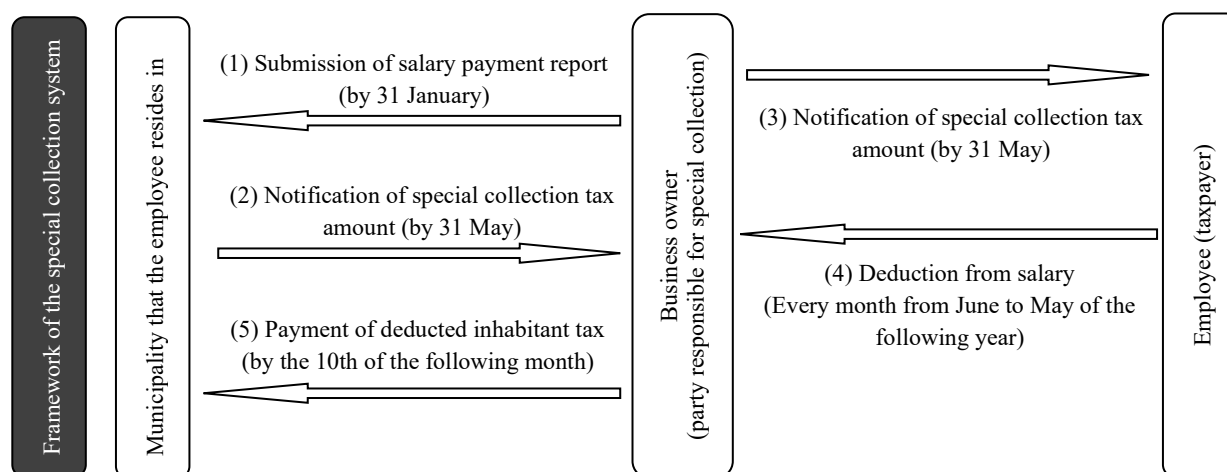 Framework of the special collection system
Municipality that the employee resides in
(1) Submission of salary payment report
(by 31 January)
(2) Notification of special collection tax
amount (by 31 May)
(5) Payment of deducted inhabitant tax
(by the 10th of the following month)
Business owner
(party responsible for special collection)
(3) Notification of special collection tax
amount (by 31 May)
(4) Deduction from salary
(Every month from June to May of the
following year)
Employee (taxpayer)